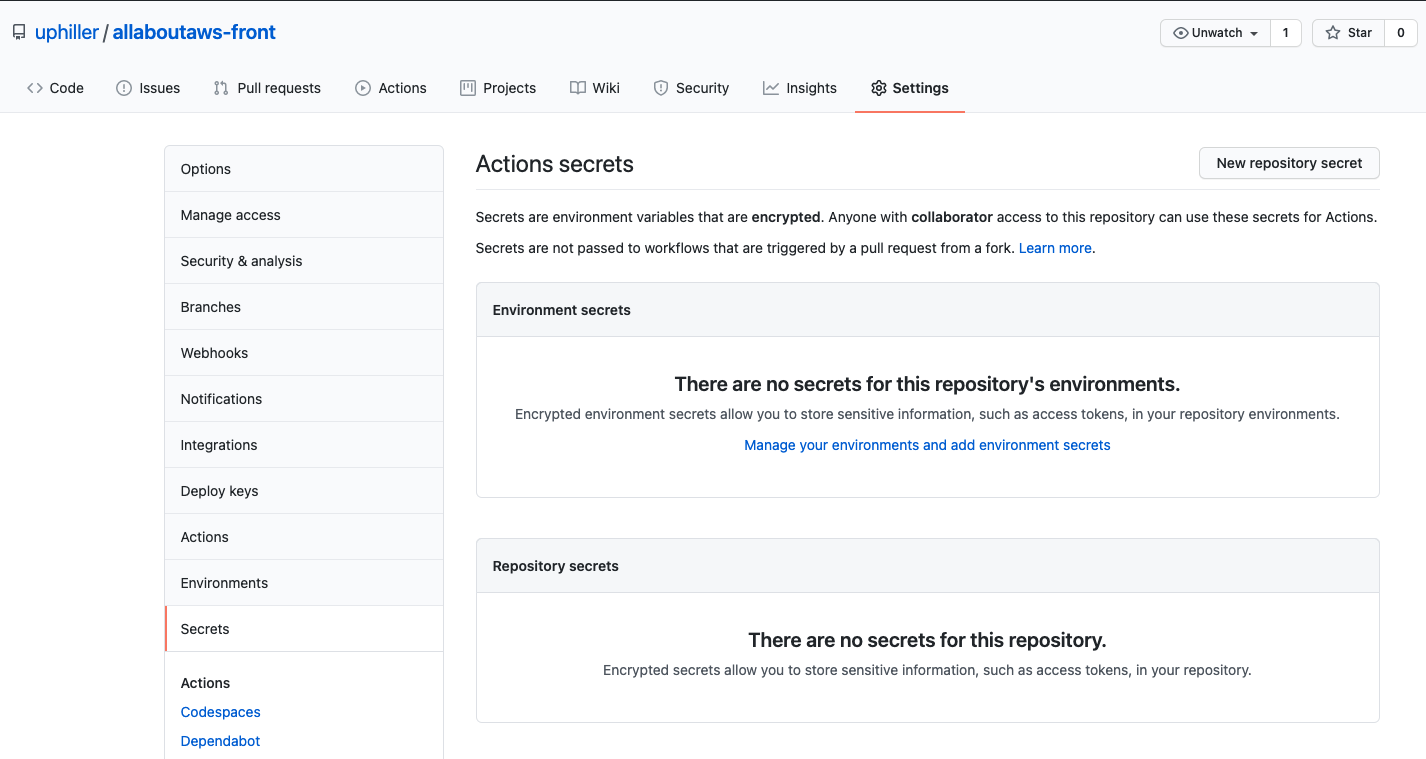 uphiller / allaboutaws-front
Unwatch 1
Star 0
Code Issues Pull requests Actions Projects Wiki Security Insights Settings
Options
Manage access
Security & analysis
Branches
Webhooks
Notifications
Integrations
Deploy keys
Actions
Environments
Secrets
Actions
Codespaces
Dependabot
Actions secrets
New repository secret
Secrets are environment variables that are encrypted. Anyone with collaborator access to this repository can use these secrets for Actions.
Secrets are not passed to workflows that are triggered by a pull request from a fork. Learn more.
Environment secrets
There are no secrets for this repository's environments.
Encrypted environment secrets allow you to store sensitive information, such as access tokens, in your repository environments.
Manage your environments and add environment secrets
Repository secrets
There are no secrets for this repository.
Encrypted secrets allow you to store sensitive information, such as access tokens, in your repository.